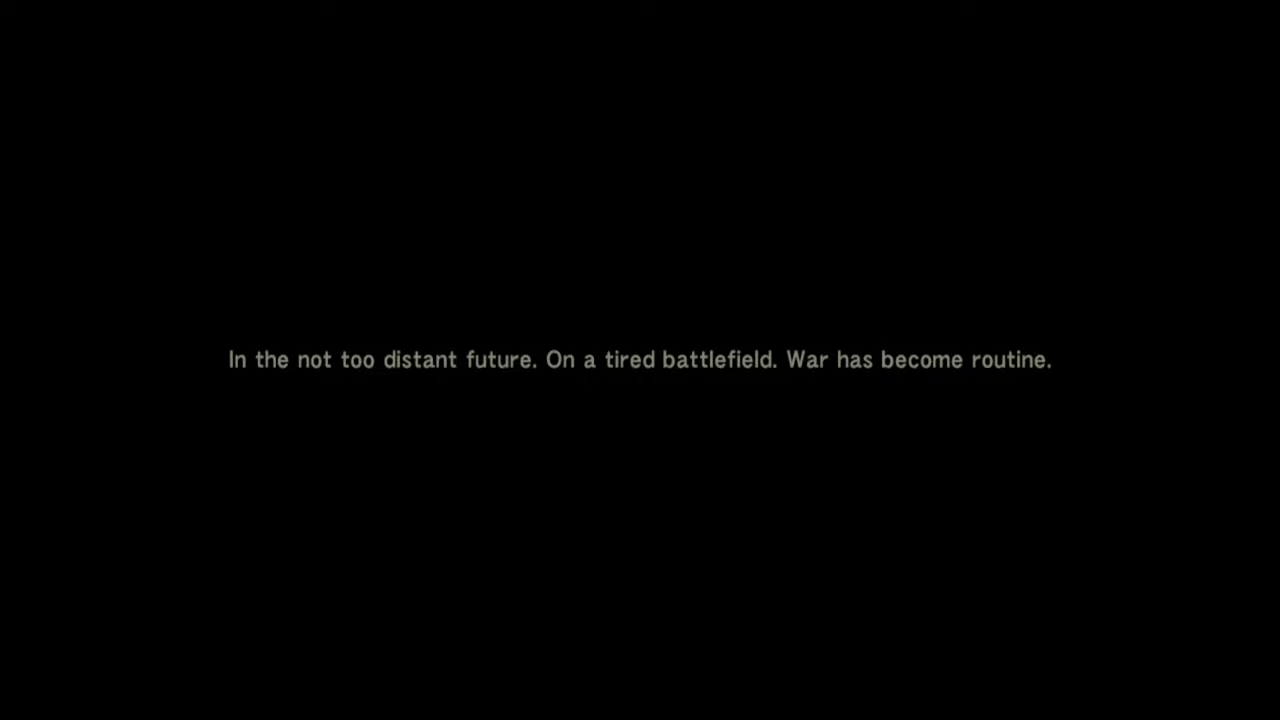 In the not too distant future. On a tired battlefield. War has become routine.